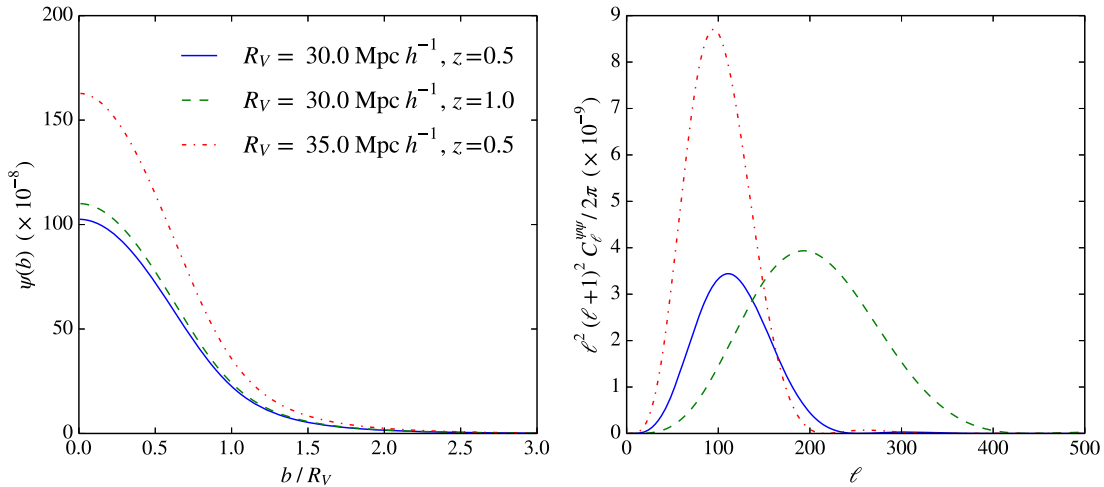 200
150
100
50
0
ψ(b) (× 10⁻⁸)
R_V = 30.0 Mpc h⁻¹, z=0.5
R_V = 30.0 Mpc h⁻¹, z=1.0
R_V = 35.0 Mpc h⁻¹, z=0.5
0.0 0.5 1.0 1.5 2.0 2.5 3.0
b / R_V
9
8
7
6
5
4
3
2
1
0
ℓ² (ℓ+1)² C_ℓ^ψψ / 2π (× 10⁻⁹)
0 100 200 300 400 500
ℓ